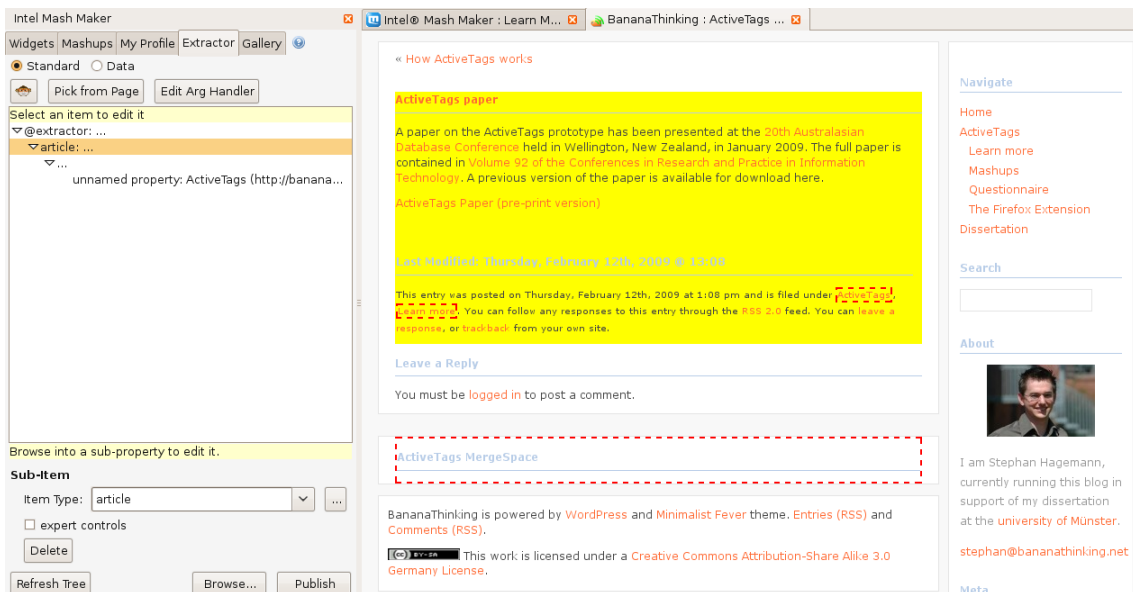 Intel Mash Maker
Widgets Mashups My Profile Extractor Gallery
Standard Data
Pick from Page Edit Arg Handler
Select an item to edit it
@extractor: ...
article: ...
...
unnamed property: ActiveTags (http://banana...
Browse into a sub-property to edit it.
Sub-Item
Item Type: article ...
expert controls
Delete
Refresh Tree Browse... Publish
Intel® Mash Maker : Learn M... BananaThinking : ActiveTags ...
« How ActiveTags works
ActiveTags paper
A paper on the ActiveTags prototype has been presented at the 20th Australasian
Database Conference held in Wellington, New Zealand, in January 2009. The full paper is
contained in Volume 92 of the Conferences in Research and Practice in Information
Technology. A previous version of the paper is available for download here.
ActiveTags Paper (pre-print version)
Last Modified: Thursday, February 12th, 2009 @ 13:08
This entry was posted on Thursday, February 12th, 2009 at 1:08 pm and is filed under ActiveTags,
Learn more. You can follow any responses to this entry through the RSS 2.0 feed. You can leave a
response, or trackback from your own site.
Leave a Reply
You must be logged in to post a comment.
ActiveTags MergeSpace
BananaThinking is powered by WordPress and Minimalist Fever theme. Entries (RSS) and
Comments (RSS).
(cc) BY-SA This work is licensed under a Creative Commons Attribution-Share Alike 3.0
Germany License.
Navigate
Home
ActiveTags
Learn more
Mashups
Questionnaire
The Firefox Extension
Dissertation
Search
About
I am Stephan Hagemann,
currently running this blog in
support of my dissertation
at the university of Münster.
stephan@bananathinking.net
Meta